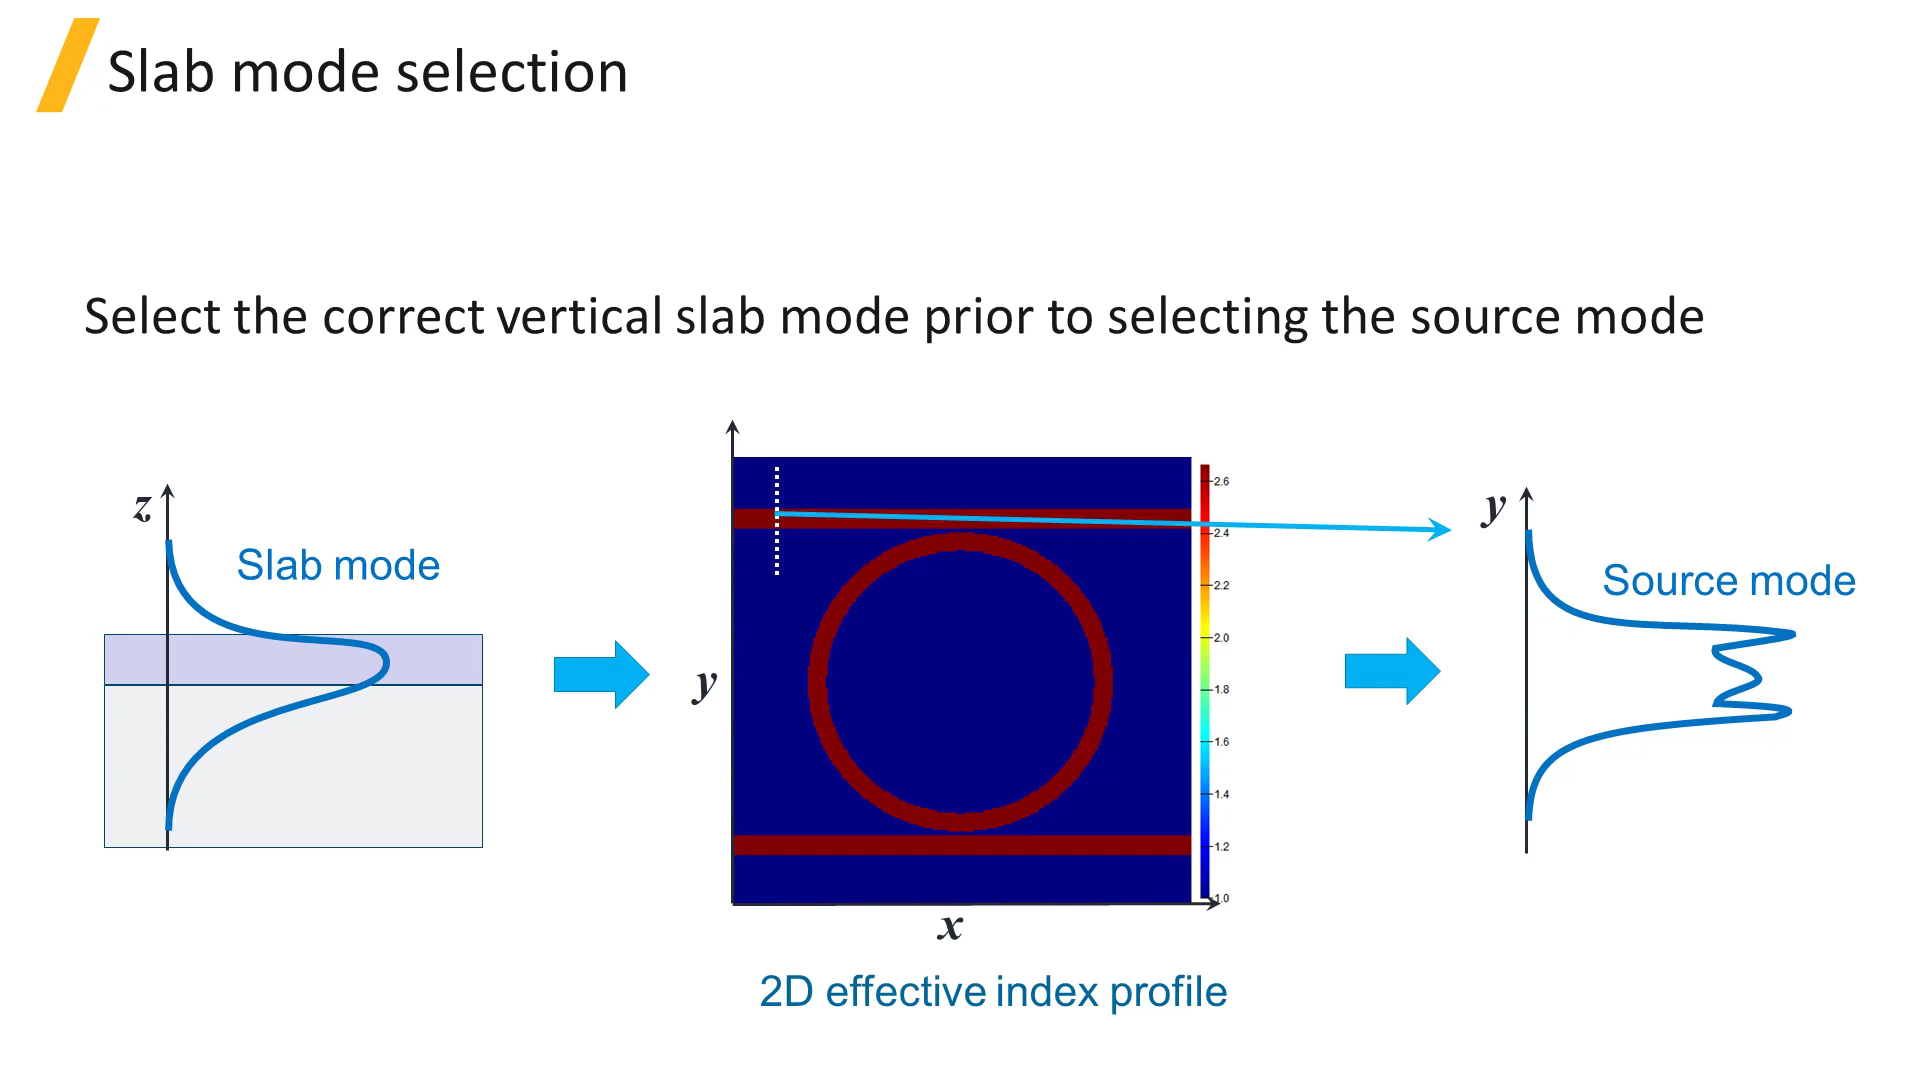 Slab mode selection
Select the correct vertical slab mode prior to selecting the source mode
z
Slab mode
y
x
2.6
2.4
2.2
2.0
1.8
1.6
1.4
1.2
1.0
2D effective index profile
y
Source mode